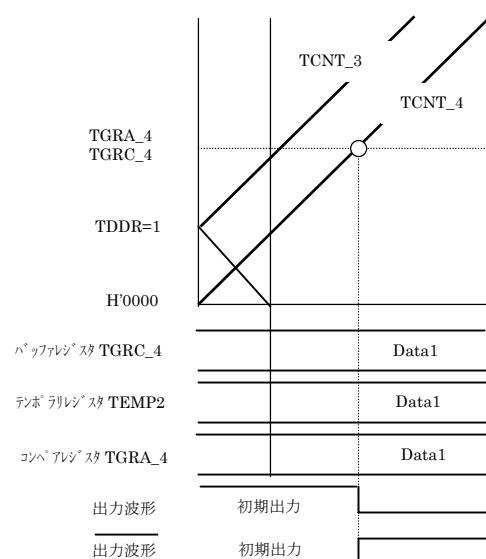 TCNT_3
TCNT_4
TGRA_4
TGRC_4
TDDR=1
H'0000
ﾊﾞｯﾌｧﾚｼﾞｽﾀ TGRC_4 Data1
ﾃﾝﾎﾟﾗﾘﾚｼﾞｽﾀ TEMP2 Data1
ｺﾝﾍﾟｱﾚｼﾞｽﾀ TGRA_4 Data1
出力波形 初期出力
出力波形 初期出力